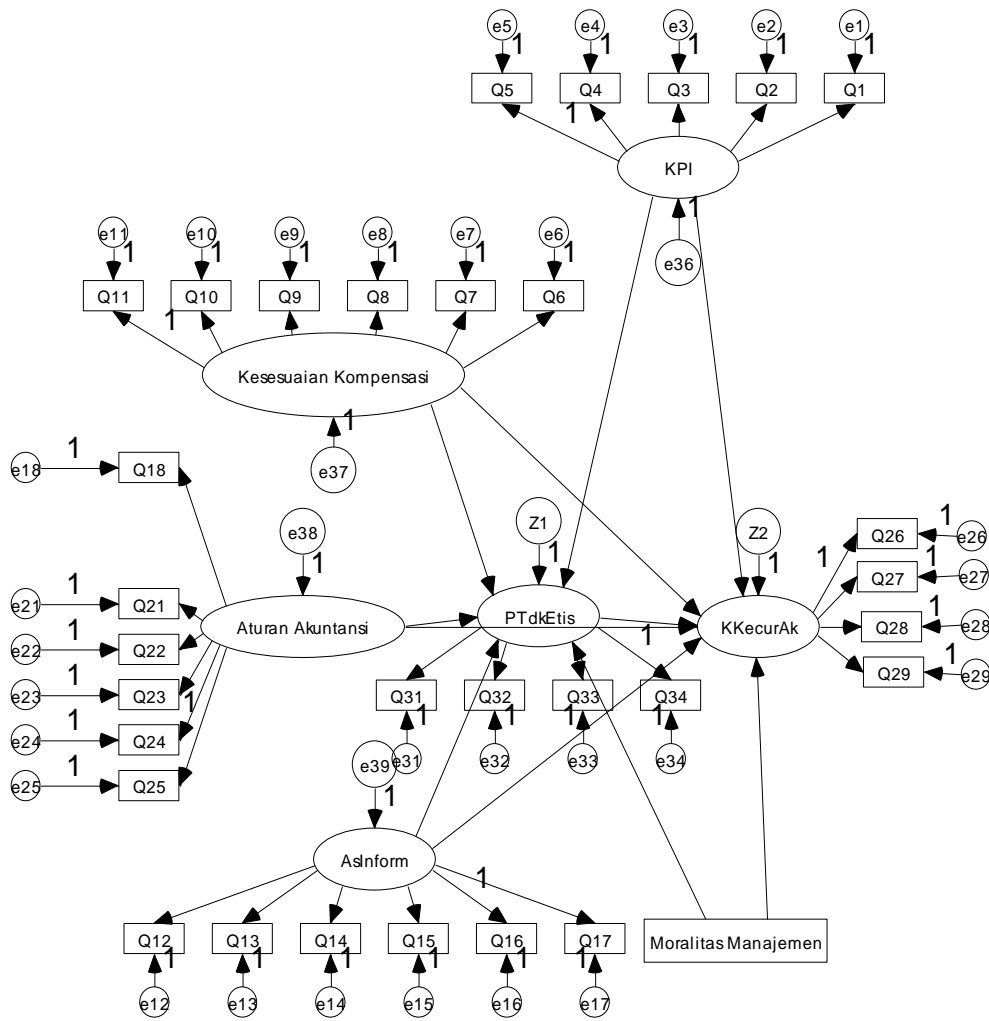 e5 e4 e3 e2 e1
1 1 1 1 1
Q5 Q4 Q3 Q2 Q1
1
KPI
1
e36
e11 e10 e9 e8 e7 e6
1 1 1 1 1 1
Q11 Q10 Q9 Q8 Q7 Q6
1
Kesesuaian Kompensasi
1
e37
e18 1 Q18
e38
1
Z1
1
Z2
1
1 Q26 1 e26
Q27 1 e27
Q28 1 e28
Q29 1 e29
e21 1 Q21
e22 1 Q22
e23 1 Q23
1
e24 1 Q24
e25 1 Q25
Aturan Akuntansi
PTdkEtis
1
KKecurAk
Q31 Q32 Q33 Q34
1 1 1 1
e31 e32 e33 e34
e39
1
AsInform
1
Q12 Q13 Q14 Q15 Q16 Q17
1 1 1 1 1 1
e12 e13 e14 e15 e16 e17
Moralitas Manajemen